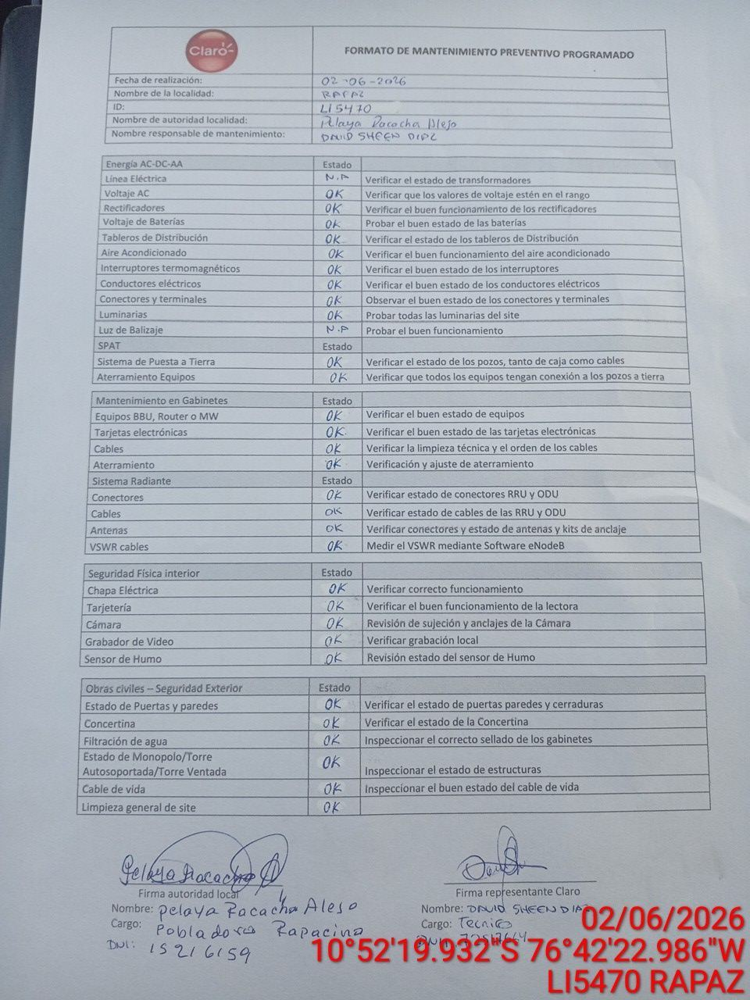 Claro
FORMATO DE MANTENIMIENTO PREVENTIVO PROGRAMADO
Fecha de realización: 02-06-2026
Nombre de la localidad: RAPAZ
ID: LI5470
Nombre de autoridad localidad: Pelaya Racacha Alejo
Nombre responsable de mantenimiento: DAVID SHEEN DIAZ
Energía AC-DC-AA Estado
Línea Eléctrica N.A Verificar el estado de transformadores
Voltaje AC OK Verificar que los valores de voltaje estén en el rango
Rectificadores OK Verificar el buen funcionamiento de los rectificadores
Voltaje de Baterías OK Probar el buen estado de las baterías
Tableros de Distribución OK Verificar el estado de los tableros de Distribución
Aire Acondicionado OK Verificar el buen funcionamiento del aire acondicionado
Interruptores termomagnéticos OK Verificar el buen estado de los interruptores
Conductores eléctricos OK Verificar el buen estado de los conductores eléctricos
Conectores y terminales OK Observar el buen estado de los conectores y terminales
Luminarias OK Probar todas las luminarias del site
Luz de Balizaje N.A Probar el buen funcionamiento
SPAT Estado
Sistema de Puesta a Tierra OK Verificar el estado de los pozos, tanto de caja como cables
Aterramiento Equipos OK Verificar que todos los equipos tengan conexión a los pozos a tierra
Mantenimiento en Gabinetes Estado
Equipos BBU, Router o MW OK Verificar el buen estado de equipos
Tarjetas electrónicas OK. Verificar el buen estado de las tarjetas electrónicas
Cables OK Verificar la limpieza técnica y el orden de los cables
Aterramiento OK Verificación y ajuste de aterramiento
Sistema Radiante Estado
Conectores OK Verificar estado de conectores RRU y ODU
Cables OK Verificar estado de cables de las RRU y ODU
Antenas OK Verificar conectores y estado de antenas y kits de anclaje
VSWR cables OK Medir el VSWR mediante Software eNodeB
Seguridad Física interior Estado
Chapa Eléctrica OK Verificar correcto funcionamiento
Tarjetería OK Verificar el buen funcionamiento de la lectora
Cámara OK Revisión de sujeción y anclajes de la Cámara
Grabador de Video OK Verificar grabación local
Sensor de Humo OK Revisión estado del sensor de Humo
Obras civiles – Seguridad Exterior Estado
Estado de Puertas y paredes OK Verificar el estado de puertas paredes y cerraduras
Concertina OK Verificar el estado de la Concertina
Filtración de agua OK Inspeccionar el correcto sellado de los gabinetes
Estado de Monopolo/Torre
Autosoportada/Torre Ventada OK Inspeccionar el estado de estructuras
Cable de vida OK Inspeccionar el buen estado del cable de vida
Limpieza general de site OK
Pelaya Racacha
Firma autoridad local Firma representante Claro
Nombre: Pelaya Racacha Alejo Nombre: DAVID SHEEN DIAZ
Cargo: Pobladora Rapacina Cargo: Tecnico
DNI: 15216159
02/06/2026
10°52'19.932"S 76°42'22.986"W
LI5470 RAPAZ